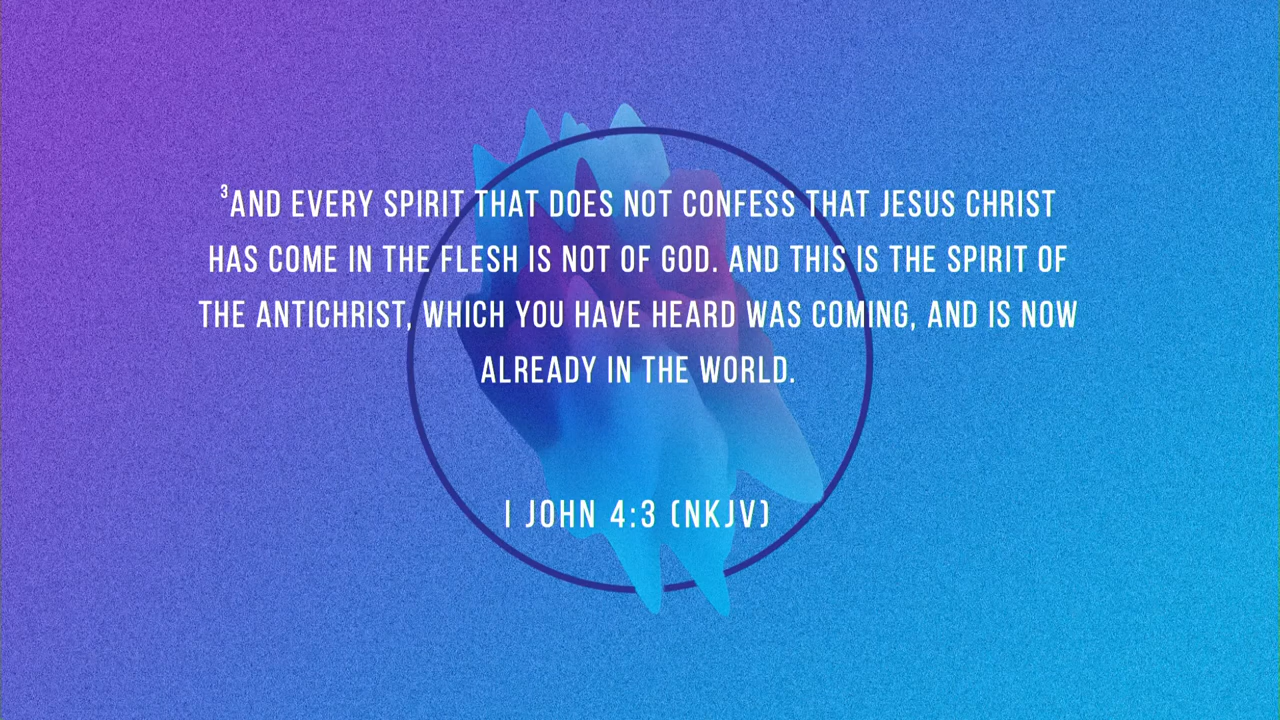 ³AND EVERY SPIRIT THAT DOES NOT CONFESS THAT JESUS CHRIST
HAS COME IN THE FLESH IS NOT OF GOD. AND THIS IS THE SPIRIT OF
THE ANTICHRIST, WHICH YOU HAVE HEARD WAS COMING, AND IS NOW
ALREADY IN THE WORLD.
I JOHN 4:3 (NKJV)